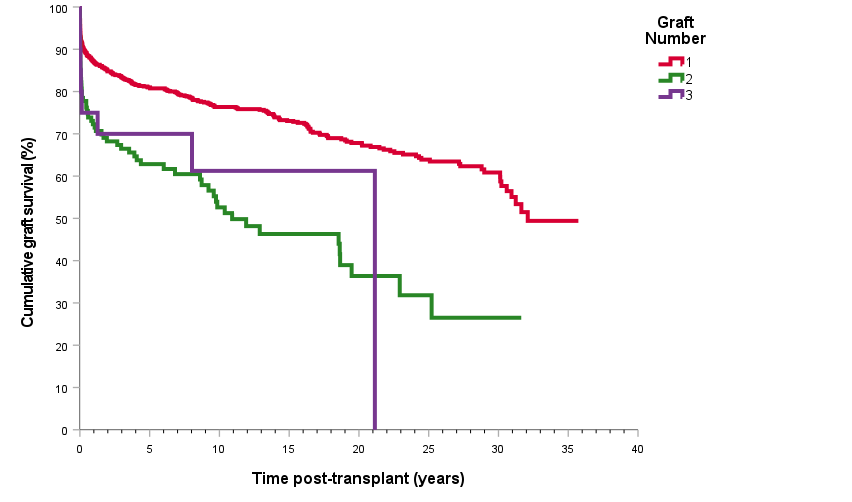 Graft
Number
1
2
3
Cumulative graft survival (%)
100
90
80
70
60
50
40
30
20
10
0
0 5 10 15 20 25 30 35 40
Time post-transplant (years)